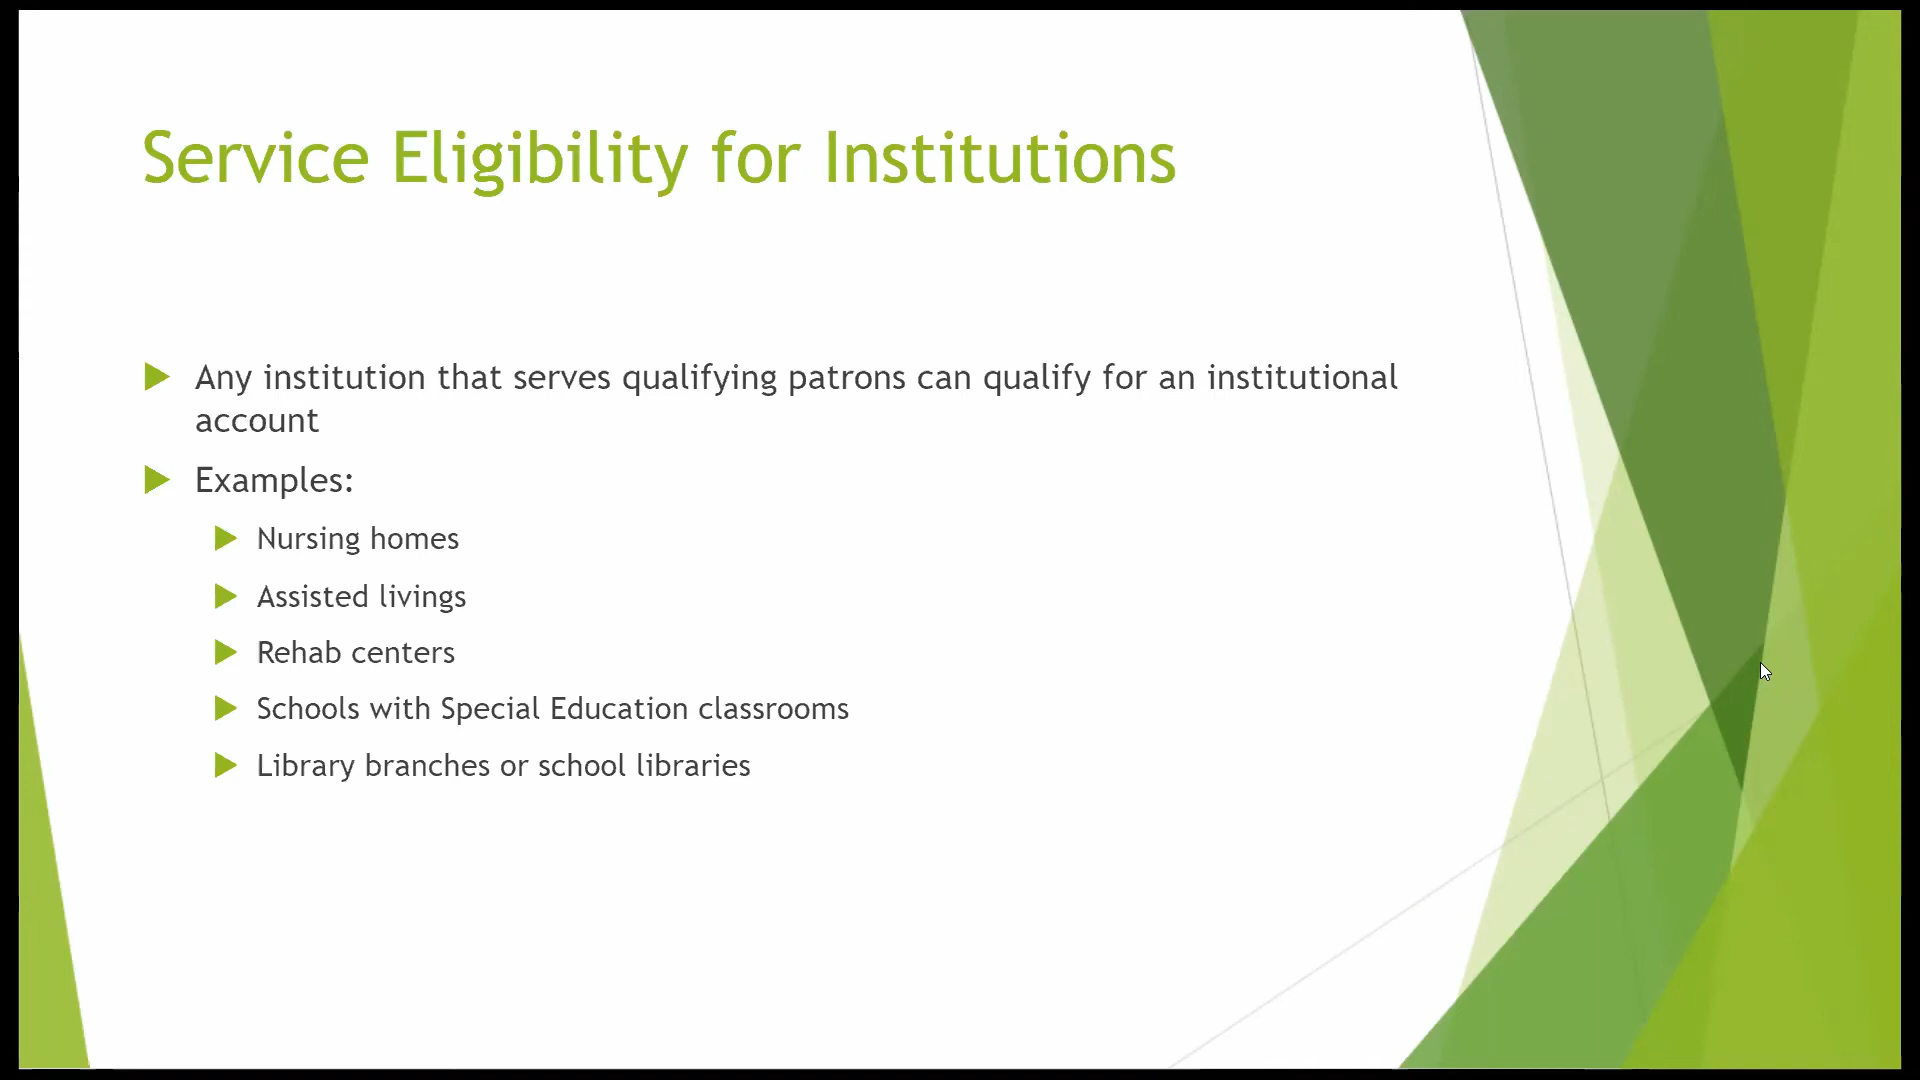 Service Eligibility for Institutions
Any institution that serves qualifying patrons can qualify for an institutional
account
Examples:
Nursing homes
Assisted livings
Rehab centers
Schools with Special Education classrooms
Library branches or school libraries